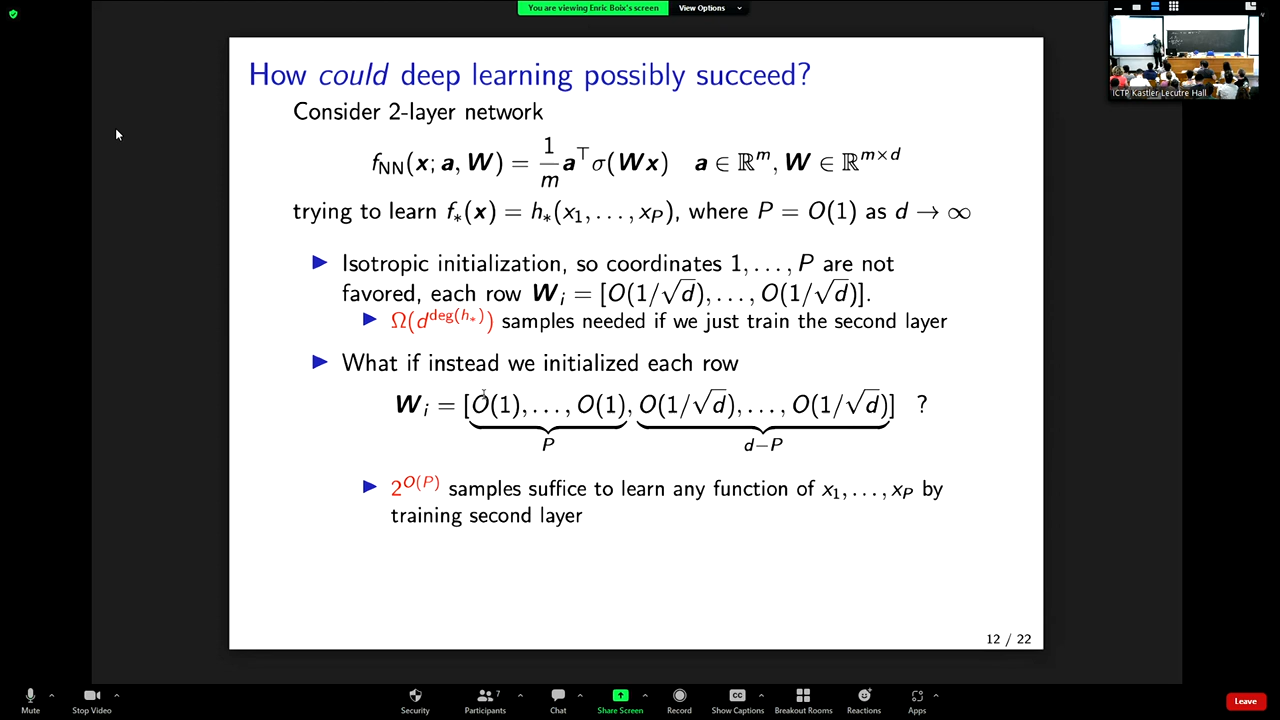 You are viewing Enric Boix's screen View Options
How could deep learning possibly succeed?
Consider 2-layer network
f_NN(x; a, W) = 1/m a^⊤ σ(Wx) a ∈ ℝ^m, W ∈ ℝ^{m×d}
trying to learn f_*(x) = h_*(x_1, . . . , x_P), where P = O(1) as d → ∞
Isotropic initialization, so coordinates 1, . . . , P are not
favored, each row W_i = [O(1/√d), . . . , O(1/√d)].
Ω(d^{deg(h_*)}) samples needed if we just train the second layer
What if instead we initialized each row
W_i = [O(1), . . . , O(1), O(1/√d), . . . , O(1/√d)] ?
P d−P
2^{O(P)} samples suffice to learn any function of x_1, . . . , x_P by
training second layer
12 / 22
ICTP Kastler Lecutre Hall
Mute Stop Video Security Participants 7 Chat Share Screen Record Show Captions Breakout Rooms Reactions Apps Leave